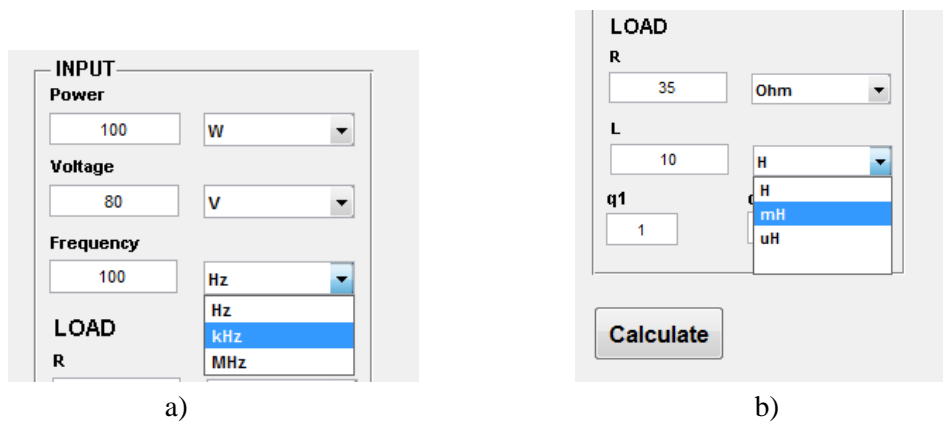 INPUT
Power
100 W
Voltage
80 V
Frequency
100 Hz
Hz
kHz
MHz
LOAD
R
a)
LOAD
R
35 Ohm
L
10 H
H
mH
uH
q1
1
Calculate
b)